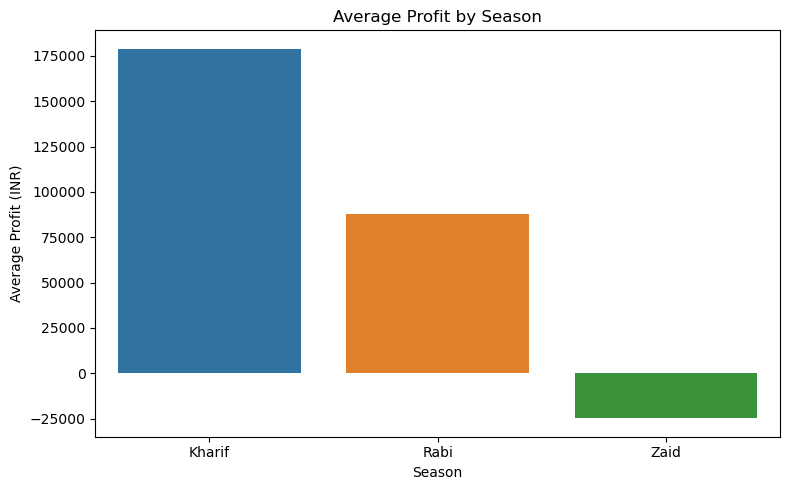 Average Profit by Season
Average Profit (INR)
175000
150000
125000
100000
75000
50000
25000
0
−25000
Kharif
Rabi
Zaid
Season